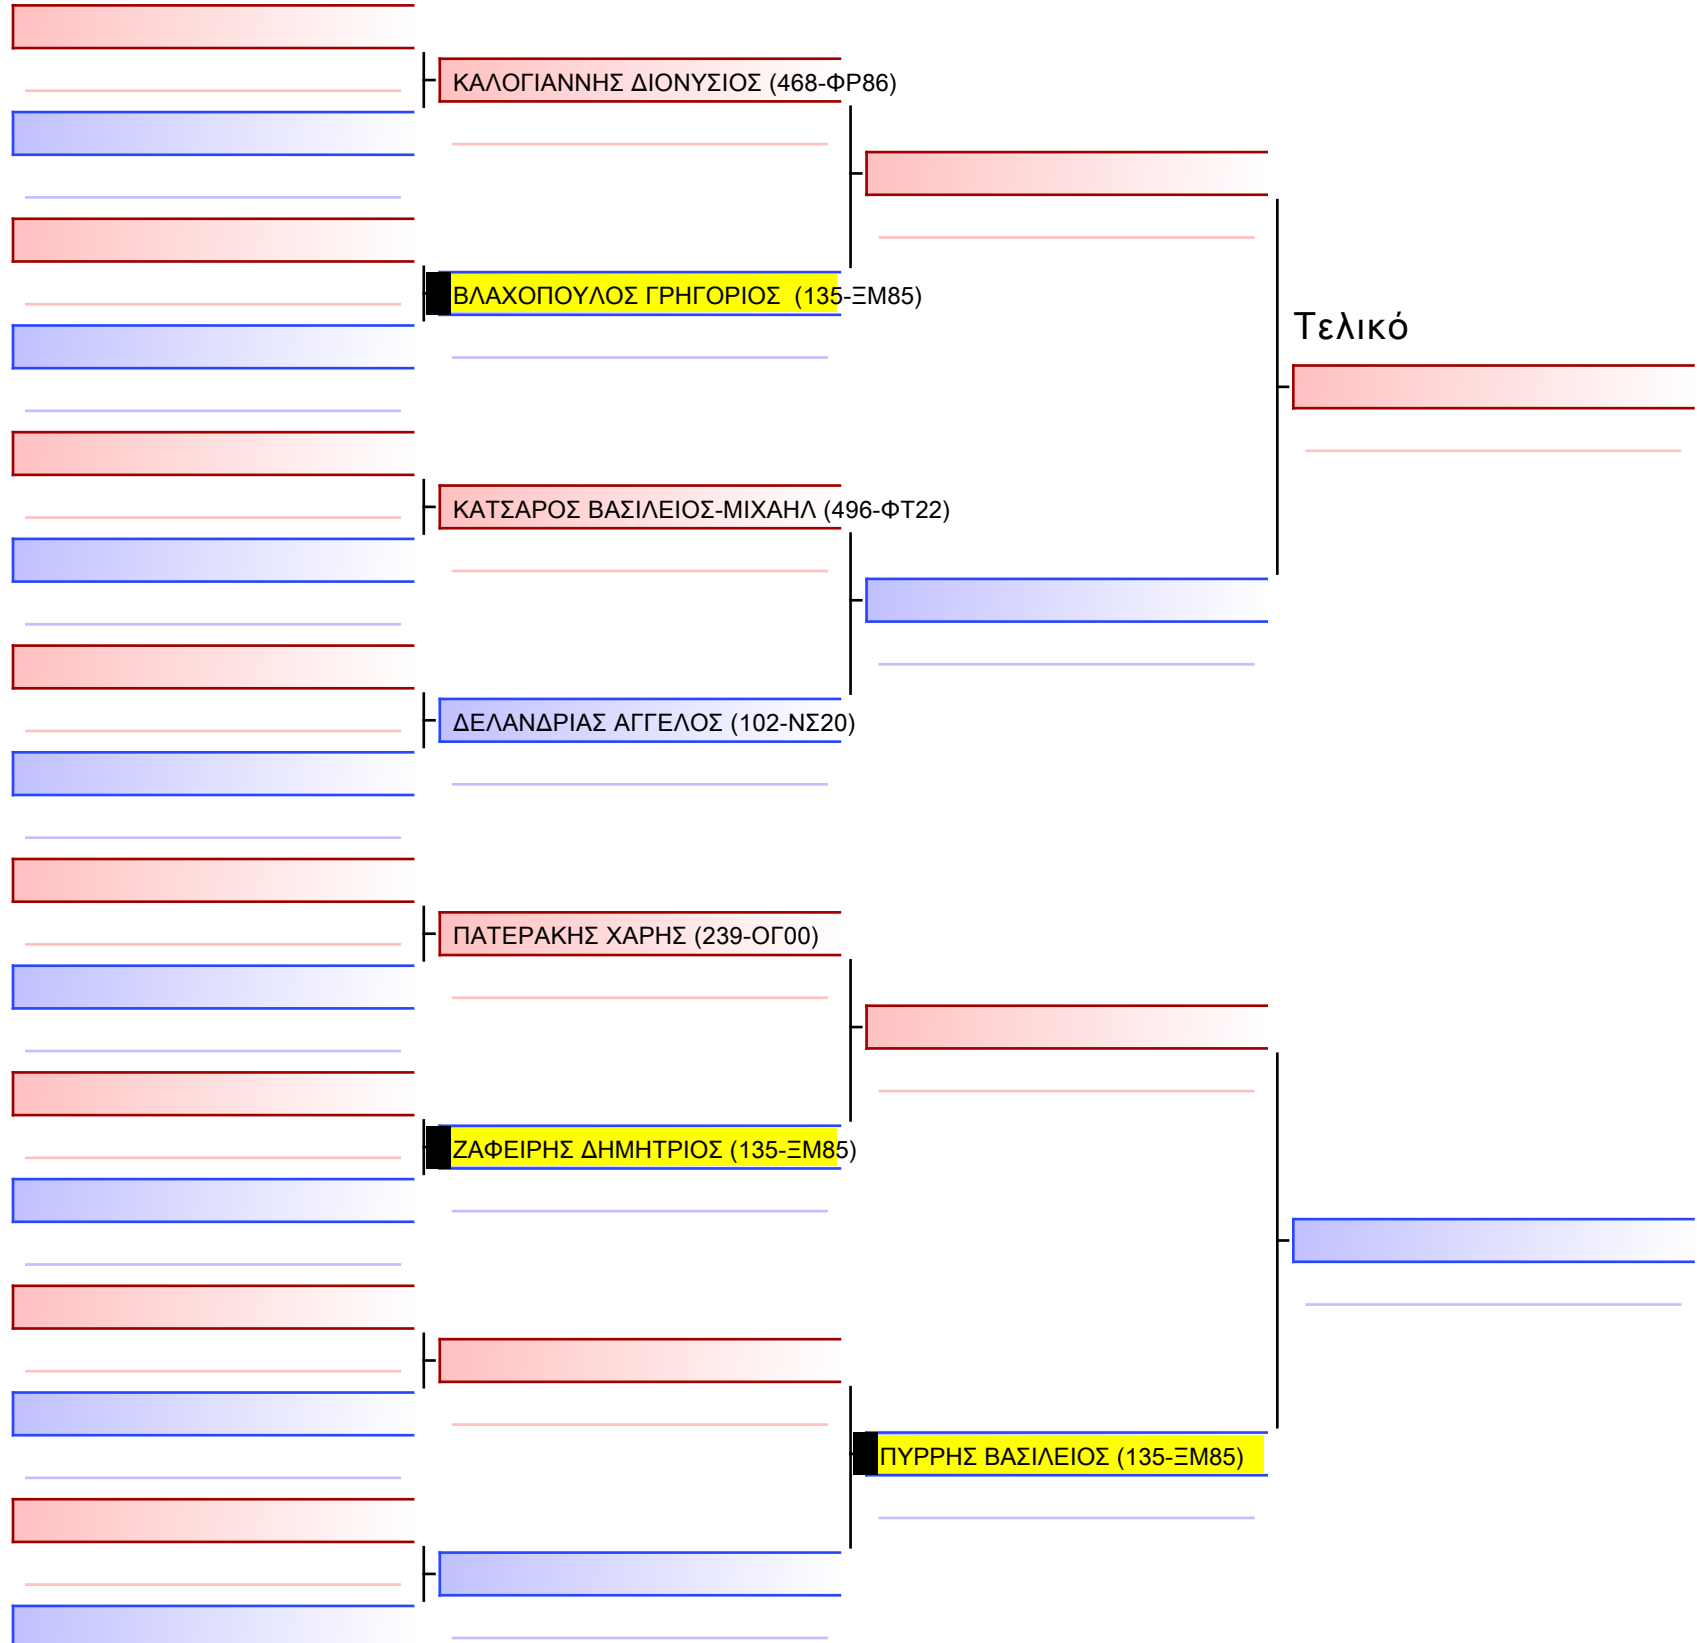 ΚΑΛΟΓΙΑΝΝΗΣ ΔΙΟΝΥΣΙΟΣ (468-ΦΡ86)
ΒΛΑΧΟΠΟΥΛΟΣ ΓΡΗΓΟΡΙΟΣ (135-ΞΜ85)
Τελικό
ΚΑΤΣΑΡΟΣ ΒΑΣΙΛΕΙΟΣ-ΜΙΧΑΗΛ (496-ΦΤ22)
ΔΕΛΑΝΔΡΙΑΣ ΑΓΓΕΛΟΣ (102-ΝΣ20)
ΠΑΤΕΡΑΚΗΣ ΧΑΡΗΣ (239-ΟΓ00)
ΖΑΦΕΙΡΗΣ ΔΗΜΗΤΡΙΟΣ (135-ΞΜ85)
ΠΥΡΡΗΣ ΒΑΣΙΛΕΙΟΣ (135-ΞΜ85)